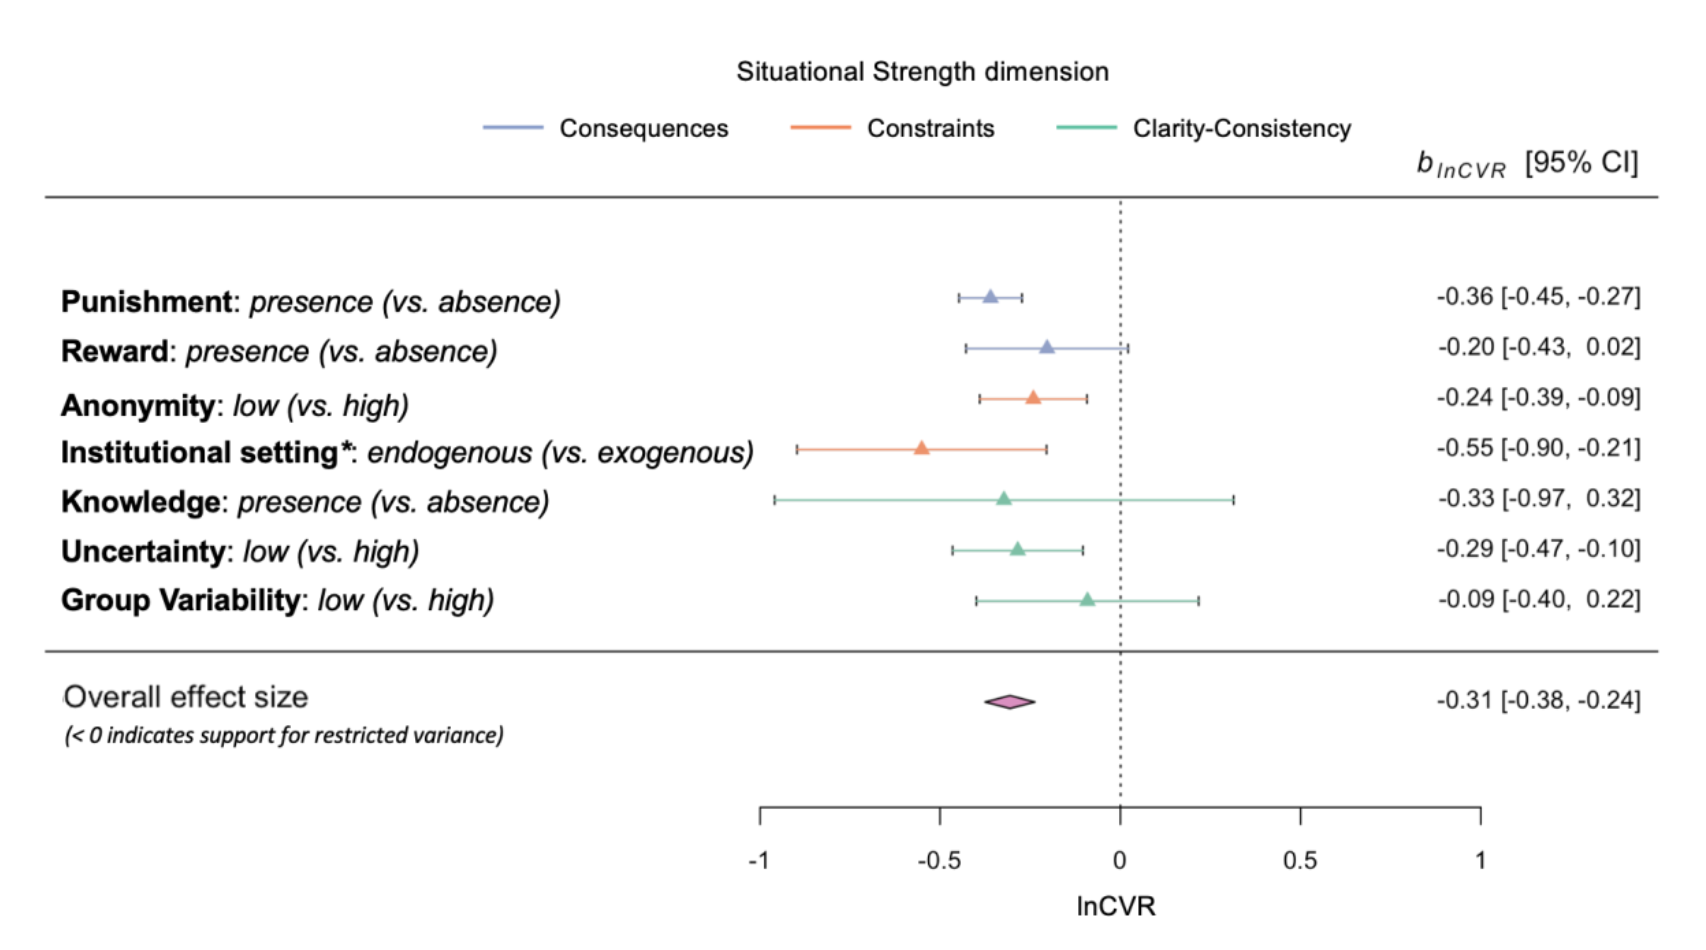 Situational Strength dimension
Consequences Constraints Clarity-Consistency
b lnCVR [95% CI]
Punishment: presence (vs. absence) -0.36 [-0.45, -0.27]
Reward: presence (vs. absence) -0.20 [-0.43, 0.02]
Anonymity: low (vs. high) -0.24 [-0.39, -0.09]
Institutional setting*: endogenous (vs. exogenous) -0.55 [-0.90, -0.21]
Knowledge: presence (vs. absence) -0.33 [-0.97, 0.32]
Uncertainty: low (vs. high) -0.29 [-0.47, -0.10]
Group Variability: low (vs. high) -0.09 [-0.40, 0.22]
Overall effect size -0.31 [-0.38, -0.24]
(< 0 indicates support for restricted variance)
-1 -0.5 0 0.5 1
lnCVR